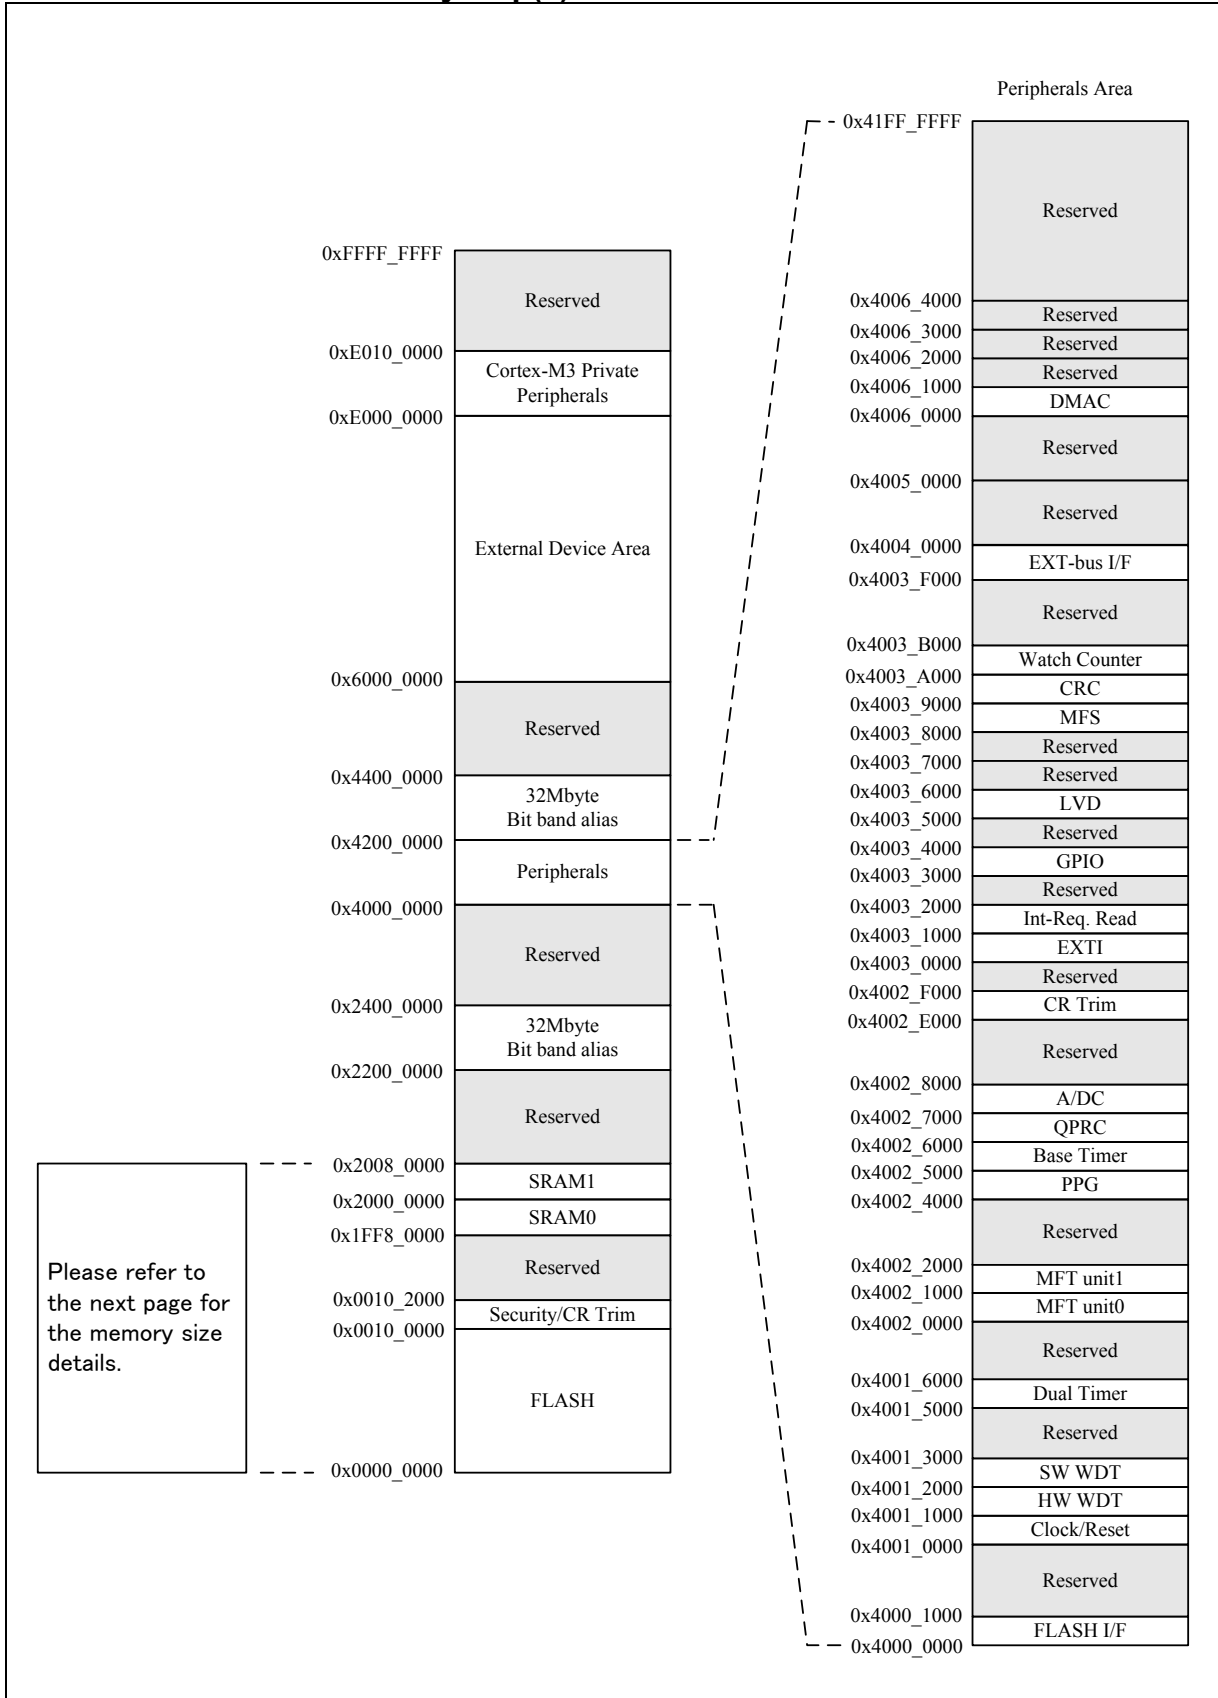 Peripherals Area
0x41FF_FFFF
Reserved
0x4006_4000
Reserved
0x4006_3000
Reserved
0x4006_2000
Reserved
0x4006_1000
DMAC
0x4006_0000
Reserved
0x4005_0000
Reserved
0x4004_0000
EXT-bus I/F
0x4003_F000
Reserved
0x4003_B000
Watch Counter
0x4003_A000
CRC
0x4003_9000
MFS
0x4003_8000
Reserved
0x4003_7000
Reserved
0x4003_6000
LVD
0x4003_5000
Reserved
0x4003_4000
GPIO
0x4003_3000
Reserved
0x4003_2000
Int-Req. Read
0x4003_1000
EXTI
0x4003_0000
Reserved
0x4002_F000
CR Trim
0x4002_E000
Reserved
0x4002_8000
A/DC
0x4002_7000
QPRC
0x4002_6000
Base Timer
0x4002_5000
PPG
0x4002_4000
Reserved
0x4002_2000
MFT unit1
0x4002_1000
MFT unit0
0x4002_0000
Reserved
0x4001_6000
Dual Timer
0x4001_5000
Reserved
0x4001_3000
SW WDT
0x4001_2000
HW WDT
0x4001_1000
Clock/Reset
0x4001_0000
Reserved
0x4000_1000
FLASH I/F
0x4000_0000
0xFFFF_FFFF
Reserved
0xE010_0000
Cortex-M3 Private
Peripherals
0xE000_0000
External Device Area
0x6000_0000
Reserved
0x4400_0000
32Mbyte
Bit band alias
0x4200_0000
Peripherals
0x4000_0000
Reserved
0x2400_0000
32Mbyte
Bit band alias
0x2200_0000
Reserved
0x2008_0000
SRAM1
0x2000_0000
SRAM0
0x1FF8_0000
Reserved
0x0010_2000
Security/CR Trim
0x0010_0000
FLASH
0x0000_0000
Please refer to
the next page for
the memory size
details.